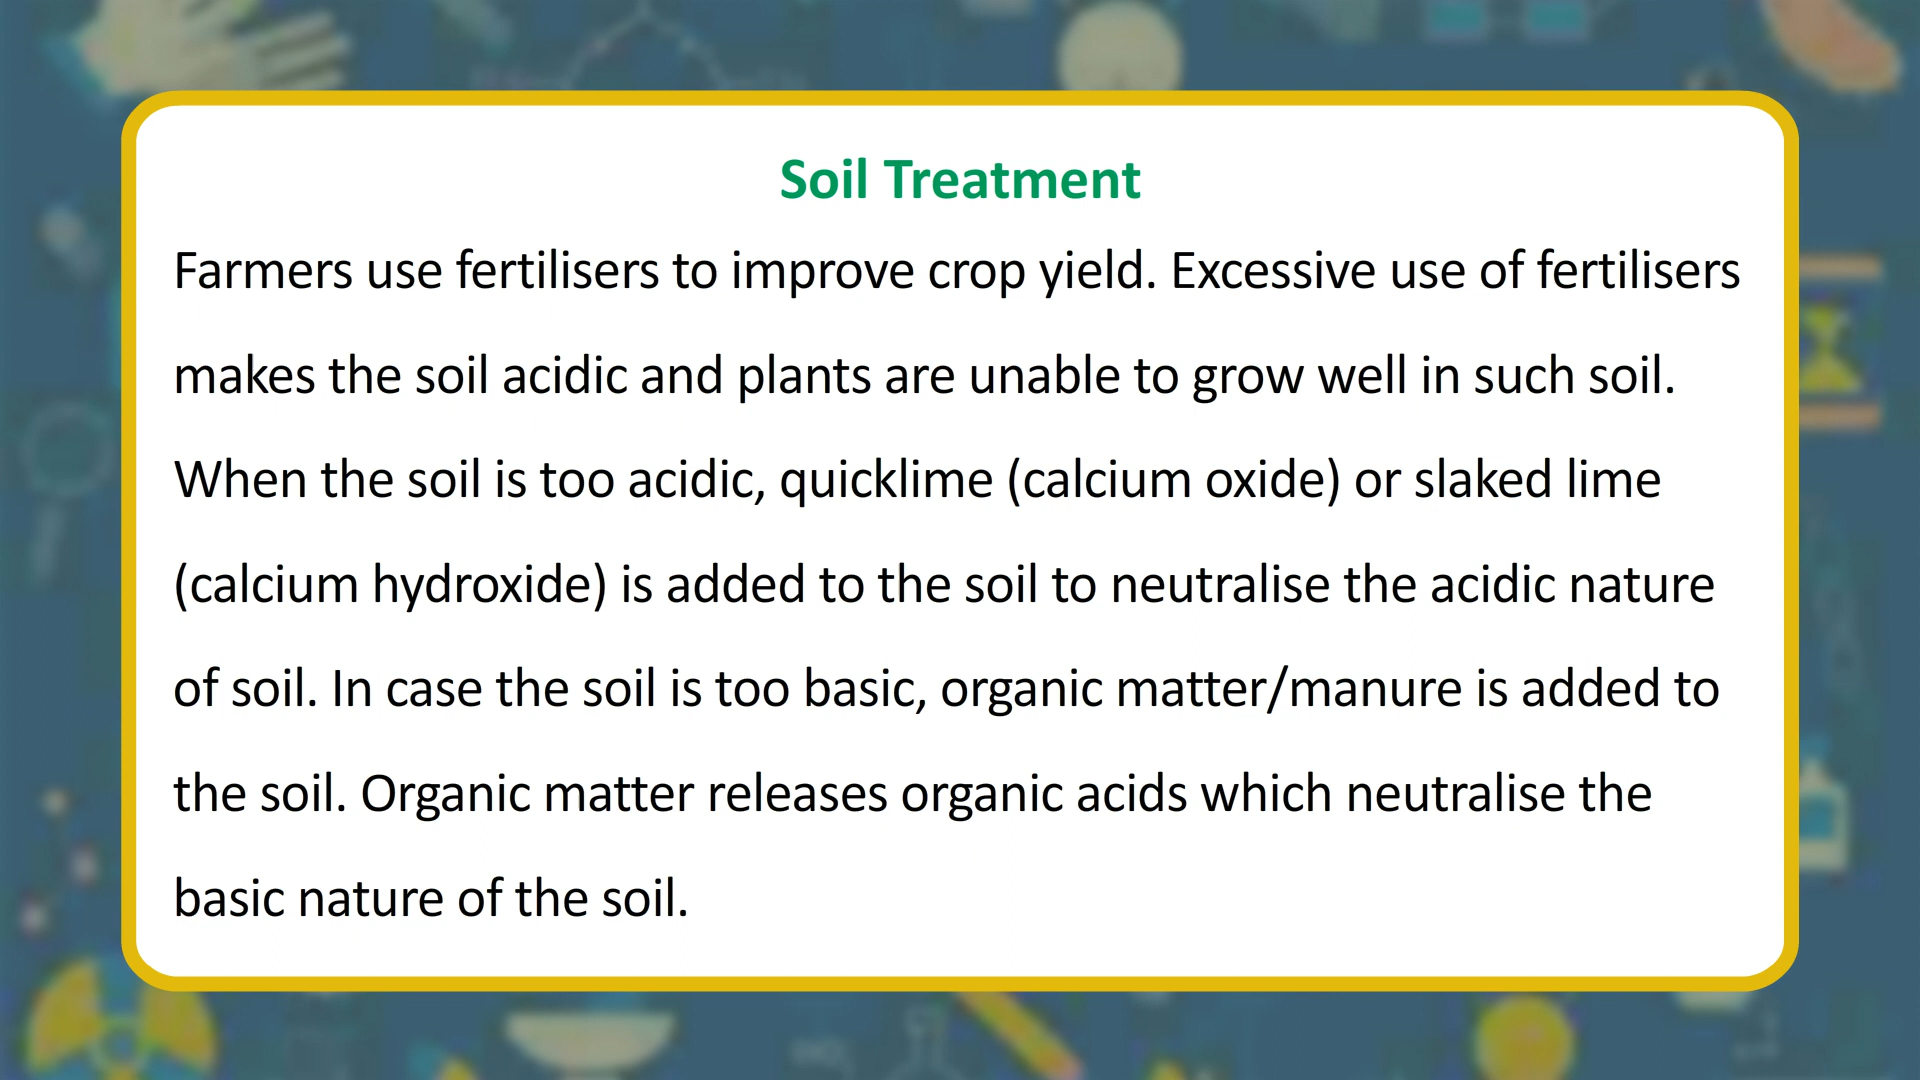 Soil Treatment
Farmers use fertilisers to improve crop yield. Excessive use of fertilisers
makes the soil acidic and plants are unable to grow well in such soil.
When the soil is too acidic, quicklime (calcium oxide) or slaked lime
(calcium hydroxide) is added to the soil to neutralise the acidic nature
of soil. In case the soil is too basic, organic matter/manure is added to
the soil. Organic matter releases organic acids which neutralise the
basic nature of the soil.